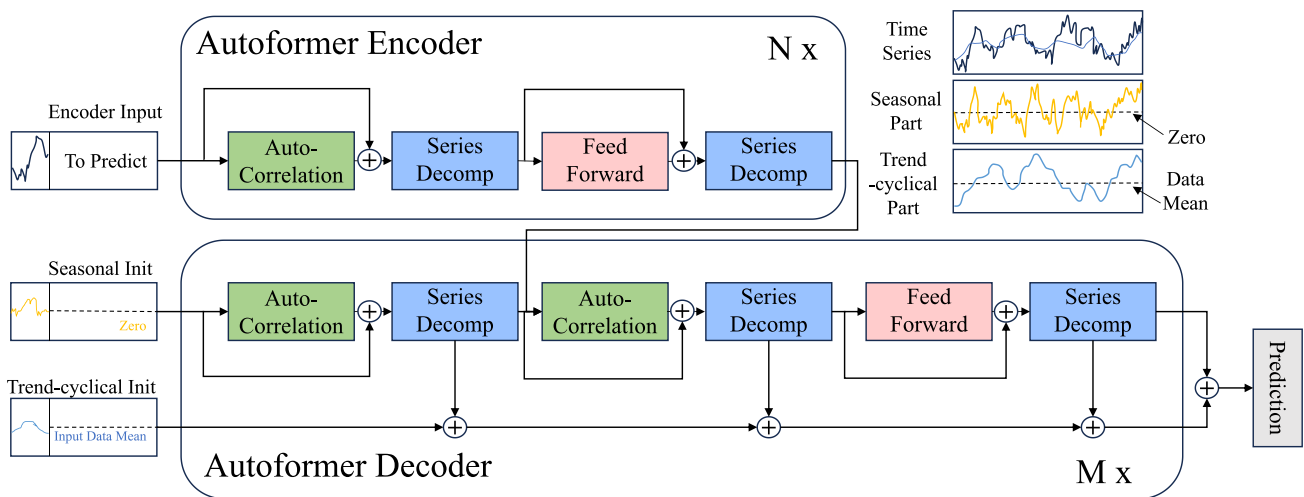 Autoformer Encoder
N x
Encoder Input
To Predict
Auto-
Correlation
Series
Decomp
Feed
Forward
Series
Decomp
Time
Series
Seasonal
Part
Zero
Trend
-cyclical
Part
Data
Mean
Seasonal Init
Zero
Auto-
Correlation
Series
Decomp
Auto-
Correlation
Series
Decomp
Feed
Forward
Series
Decomp
Trend-cyclical Init
Input Data Mean
Prediction
Autoformer Decoder
M x